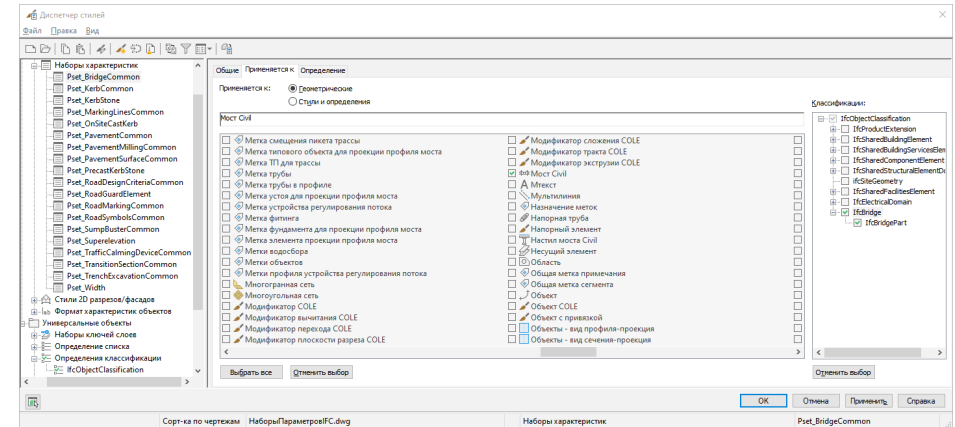 Диспетчер стилей
Файл Правка Вид
Наборы характеристик
Pset_BridgeCommon
Pset_KerbCommon
Pset_KerbStone
Pset_MarkingLinesCommon
Pset_OnSiteCastKerb
Pset_PavementCommon
Pset_PavementMillingCommon
Pset_PavementSurfaceCommon
Pset_PrecastKerbStone
Pset_RoadDesignCriteriaCommon
Pset_RoadGuardElement
Pset_RoadMarkingCommon
Pset_RoadSymbolsCommon
Pset_SumpBusterCommon
Pset_Superelevation
Pset_TrafficCalmingDeviceCommon
Pset_TransitionSectionCommon
Pset_TrenchExcavationCommon
Pset_Width
Стили 2D разрезов/фасадов
Формат характеристик объектов
Универсальные объекты
Наборы ключей слоев
Определение списка
Определения классификации
IfcObjectClassification
Общие Применяется к Определение
Применяется к: Геометрические
Стили и определения
Мост Civil
Метка смещения пикета трассы
Метка типового объекта для проекции профиля моста
Метка ТП для трассы
Метка трубы
Метка трубы в профиле
Метка устоя для проекции профиля моста
Метка устройства регулирования потока
Метка фитинга
Метка фундамента для проекции профиля моста
Метка элемента проекции профиля моста
Метки водосбора
Метки объектов
Метки профиля устройства регулирования потока
Многогранная сеть
Многоугольная сеть
Модификатор COLE
Модификатор вычитания COLE
Модификатор перехода COLE
Модификатор плоскости разреза COLE
Модификатор сложения COLE
Модификатор тракта COLE
Модификатор экструзии COLE
Мост Civil
Мтекст
Мультилиния
Назначение меток
Напорная труба
Напорный элемент
Настил моста Civil
Несущий элемент
Область
Общая метка примечания
Общая метка сегмента
Объект
Объект COLE
Объект с привязкой
Объекты - вид профиля-проекция
Объекты - вид сечения-проекция
Выбрать все Отменить выбор
Классификации:
IfcObjectClassification
IfcProductExtension
IfcSharedBuildingElement
IfcSharedBuildingServicesElen
IfcSharedComponentElement
IfcSharedStructuralElementDe
ifcSiteGeometry
IfcSharedFacilitiesElement
IfcElectricalDomain
IfcBridge
IfcBridgePart
Отменить выбор
OK Отмена Применить Справка
Сорт-ка по чертежам НаборыПараметровIFC.dwg Наборы характеристик Pset_BridgeCommon